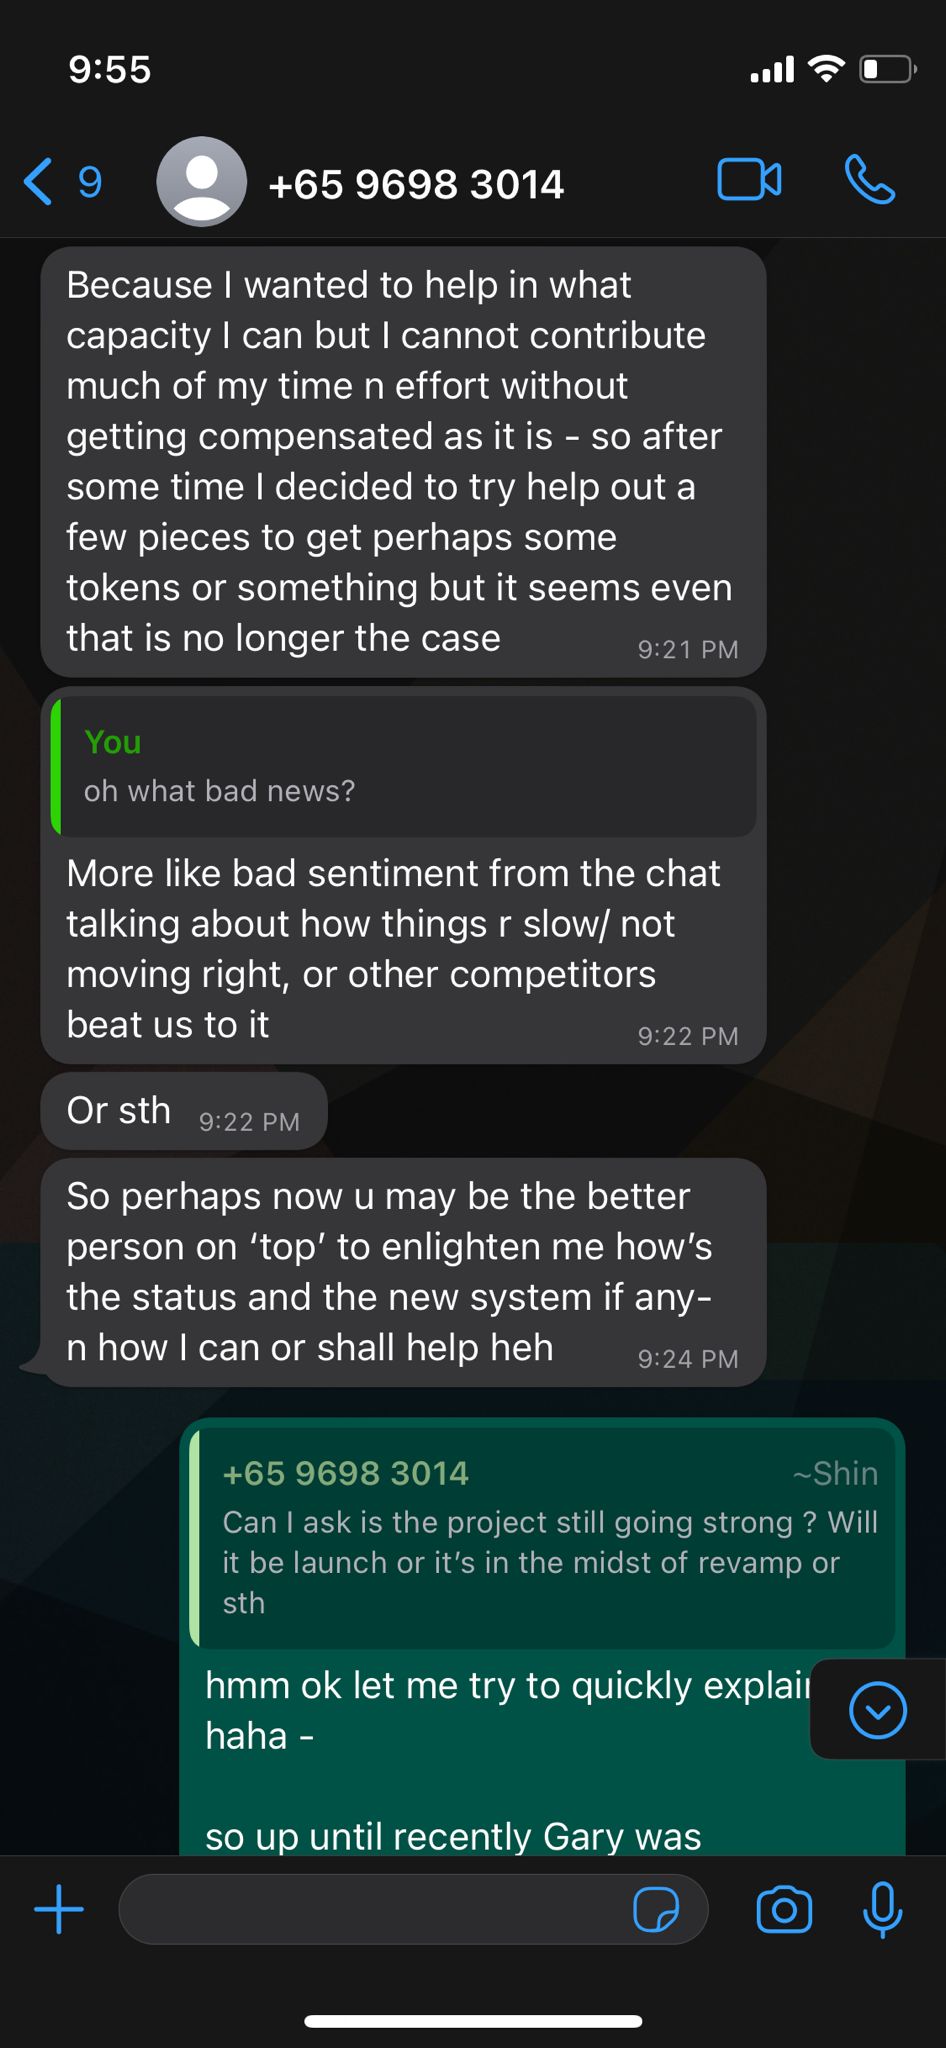 9:55
9
+65 9698 3014
Because I wanted to help in what
capacity I can but I cannot contribute
much of my time n effort without
getting compensated as it is - so after
some time I decided to try help out a
few pieces to get perhaps some
tokens or something but it seems even
that is no longer the case
9:21 PM
You
oh what bad news?
More like bad sentiment from the chat
talking about how things r slow/ not
moving right, or other competitors
beat us to it
9:22 PM
Or sth
9:22 PM
So perhaps now u may be the better
person on ‘top’ to enlighten me how’s
the status and the new system if any-
n how I can or shall help heh
9:24 PM
+65 9698 3014
~Shin
Can I ask is the project still going strong ? Will
it be launch or it’s in the midst of revamp or
sth
hmm ok let me try to quickly explain
haha -
so up until recently Gary was